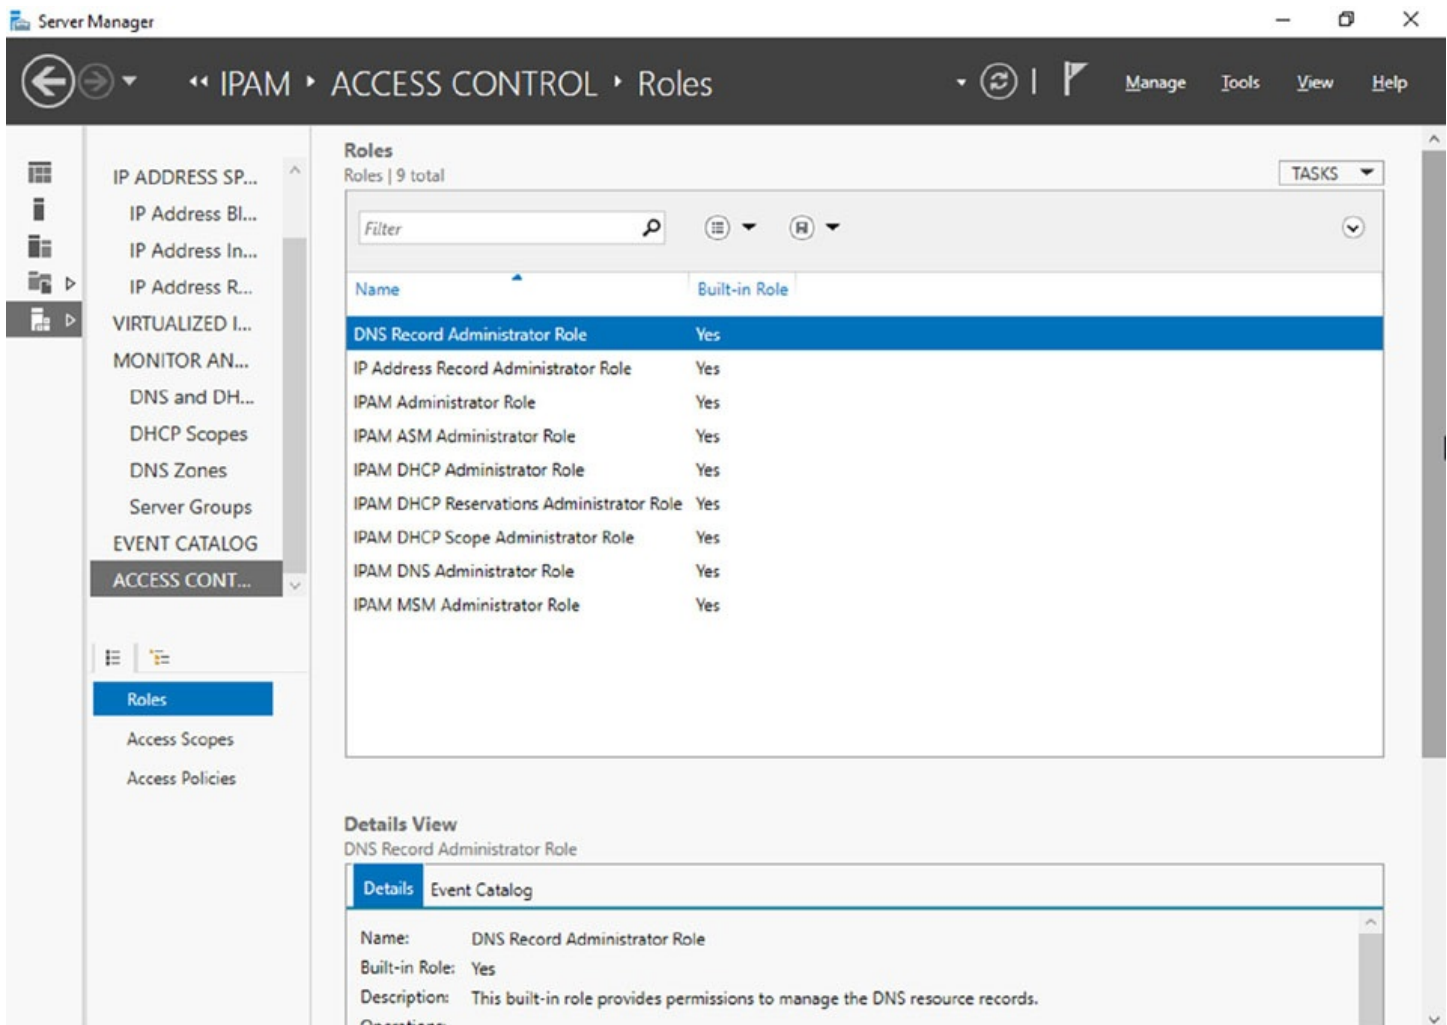 Server Manager
IPAM ACCESS CONTROL Roles
Manage Tools View Help
IP ADDRESS SP...
IP Address Bl...
IP Address In...
IP Address R...
VIRTUALIZED I...
MONITOR AN...
DNS and DH...
DHCP Scopes
DNS Zones
Server Groups
EVENT CATALOG
ACCESS CONT...
Roles
Access Scopes
Access Policies
Roles
Roles | 9 total
TASKS
Filter
Name Built-in Role
DNS Record Administrator Role Yes
IP Address Record Administrator Role Yes
IPAM Administrator Role Yes
IPAM ASM Administrator Role Yes
IPAM DHCP Administrator Role Yes
IPAM DHCP Reservations Administrator Role Yes
IPAM DHCP Scope Administrator Role Yes
IPAM DNS Administrator Role Yes
IPAM MSM Administrator Role Yes
Details View
DNS Record Administrator Role
Details Event Catalog
Name: DNS Record Administrator Role
Built-in Role: Yes
Description: This built-in role provides permissions to manage the DNS resource records.